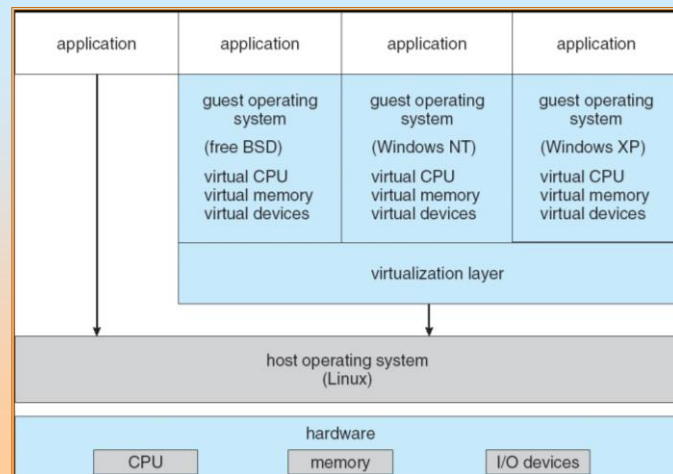 application
application
application
application
guest operating
system
(free BSD)
virtual CPU
virtual memory
virtual devices
guest operating
system
(Windows NT)
virtual CPU
virtual memory
virtual devices
guest operating
system
(Windows XP)
virtual CPU
virtual memory
virtual devices
virtualization layer
host operating system
(Linux)
hardware
CPU
memory
I/O devices